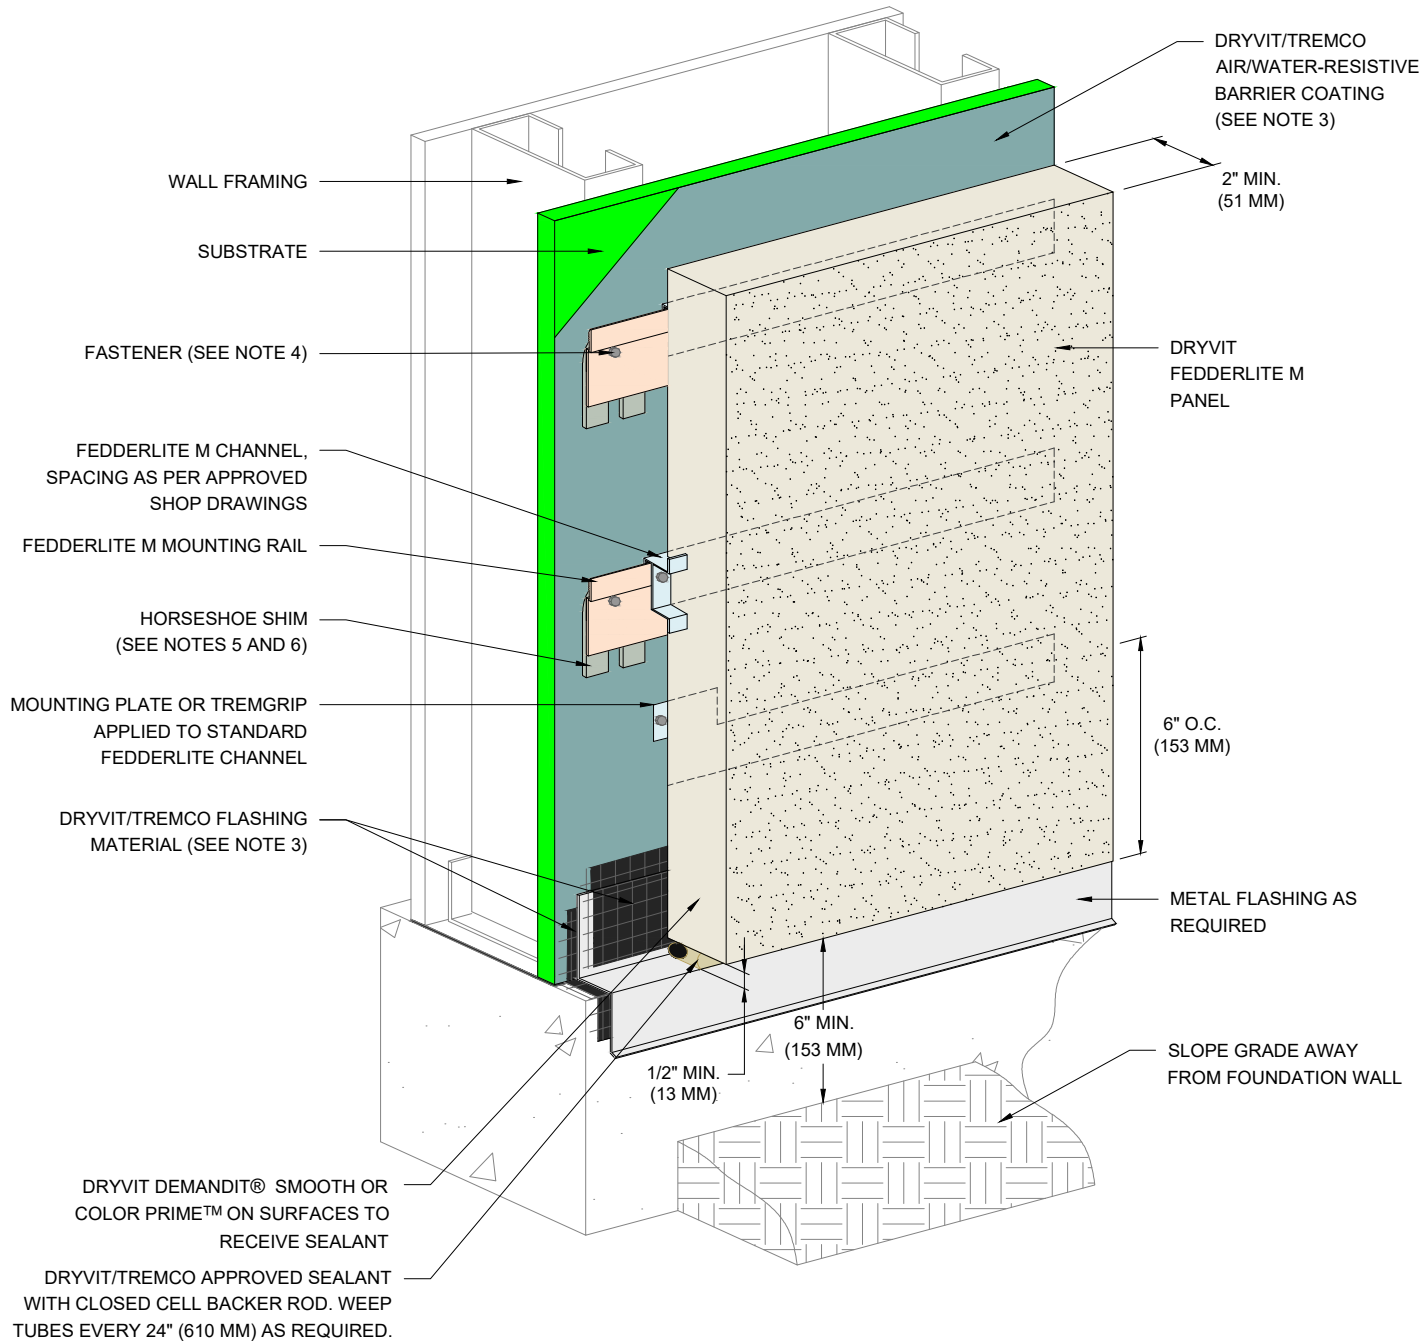 DRYVIT/TREMCO
AIR/WATER-RESISTIVE
BARRIER COATING
(SEE NOTE 3)
2" MIN.
(51 MM)
WALL FRAMING
SUBSTRATE
FASTENER (SEE NOTE 4)
DRYVIT
FEDDERLITE M
PANEL
FEDDERLITE M CHANNEL,
SPACING AS PER APPROVED
SHOP DRAWINGS
FEDDERLITE M MOUNTING RAIL
HORSESHOE SHIM
(SEE NOTES 5 AND 6)
MOUNTING PLATE OR TREMGRIP
APPLIED TO STANDARD
FEDDERLITE CHANNEL
6" O.C.
(153 MM)
DRYVIT/TREMCO FLASHING
MATERIAL (SEE NOTE 3)
METAL FLASHING AS
REQUIRED
6" MIN.
(153 MM)
1/2" MIN.
(13 MM)
SLOPE GRADE AWAY
FROM FOUNDATION WALL
DRYVIT DEMANDIT® SMOOTH OR
COLOR PRIME™ ON SURFACES TO
RECEIVE SEALANT
DRYVIT/TREMCO APPROVED SEALANT
WITH CLOSED CELL BACKER ROD. WEEP
TUBES EVERY 24" (610 MM) AS REQUIRED.